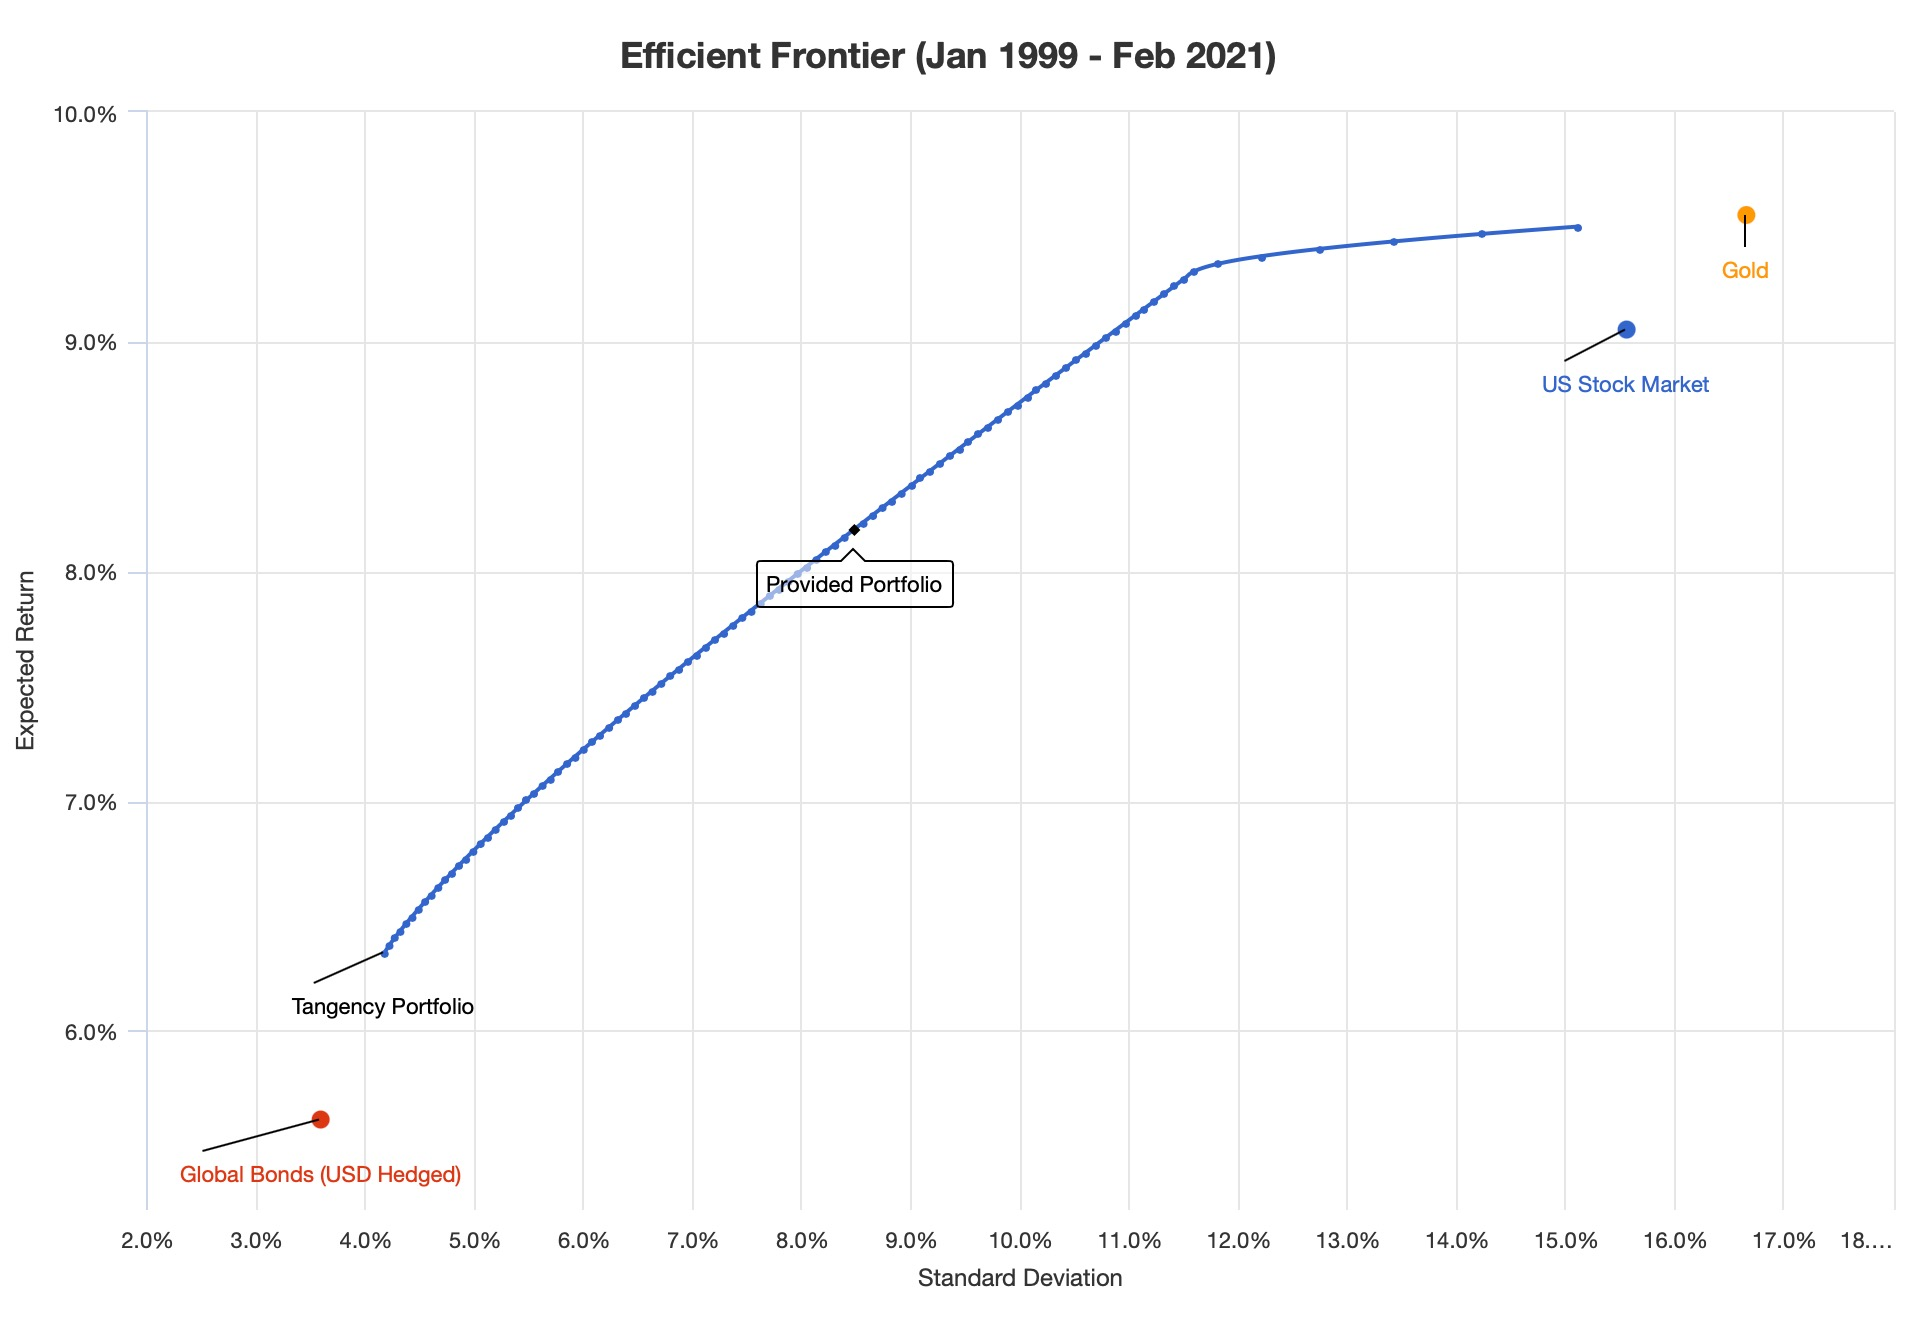 Efficient Frontier (Jan 1999 - Feb 2021)
10.0%
9.0%
8.0%
7.0%
6.0%
Expected Return
Gold
US Stock Market
Provided Portfolio
Tangency Portfolio
Global Bonds (USD Hedged)
2.0% 3.0% 4.0% 5.0% 6.0% 7.0% 8.0% 9.0% 10.0% 11.0% 12.0% 13.0% 14.0% 15.0% 16.0% 17.0% 18....
Standard Deviation